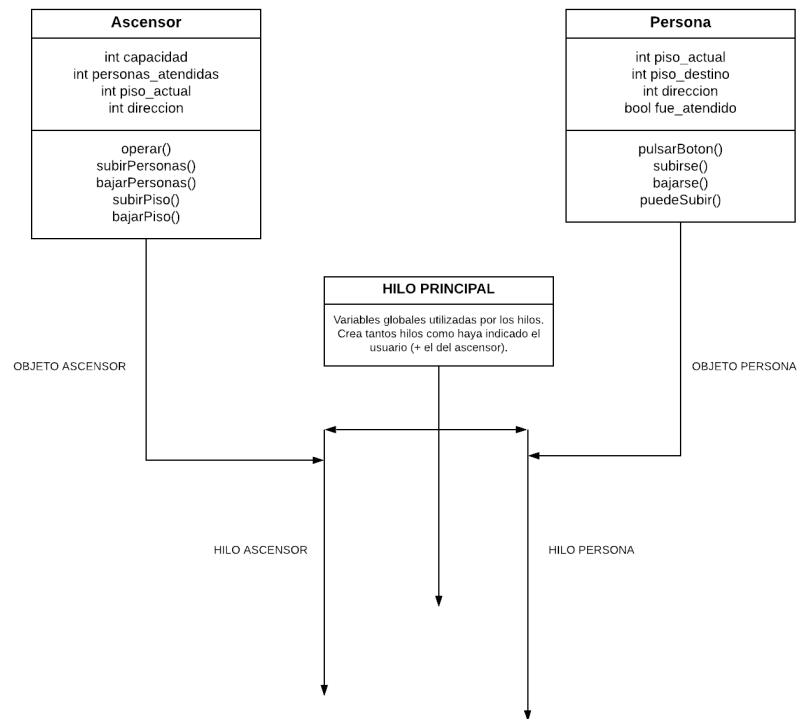 Ascensor
int capacidad
int personas_atendidas
int piso_actual
int direccion
operar()
subirPersonas()
bajarPersonas()
subirPiso()
bajarPiso()
Persona
int piso_actual
int piso_destino
int direccion
bool fue_atendido
pulsarBoton()
subirse()
bajarse()
puedeSubir()
HILO PRINCIPAL
Variables globales utilizadas por los hilos.
Crea tantos hilos como haya indicado el
usuario (+ el del ascensor).
OBJETO ASCENSOR
OBJETO PERSONA
HILO ASCENSOR
HILO PERSONA